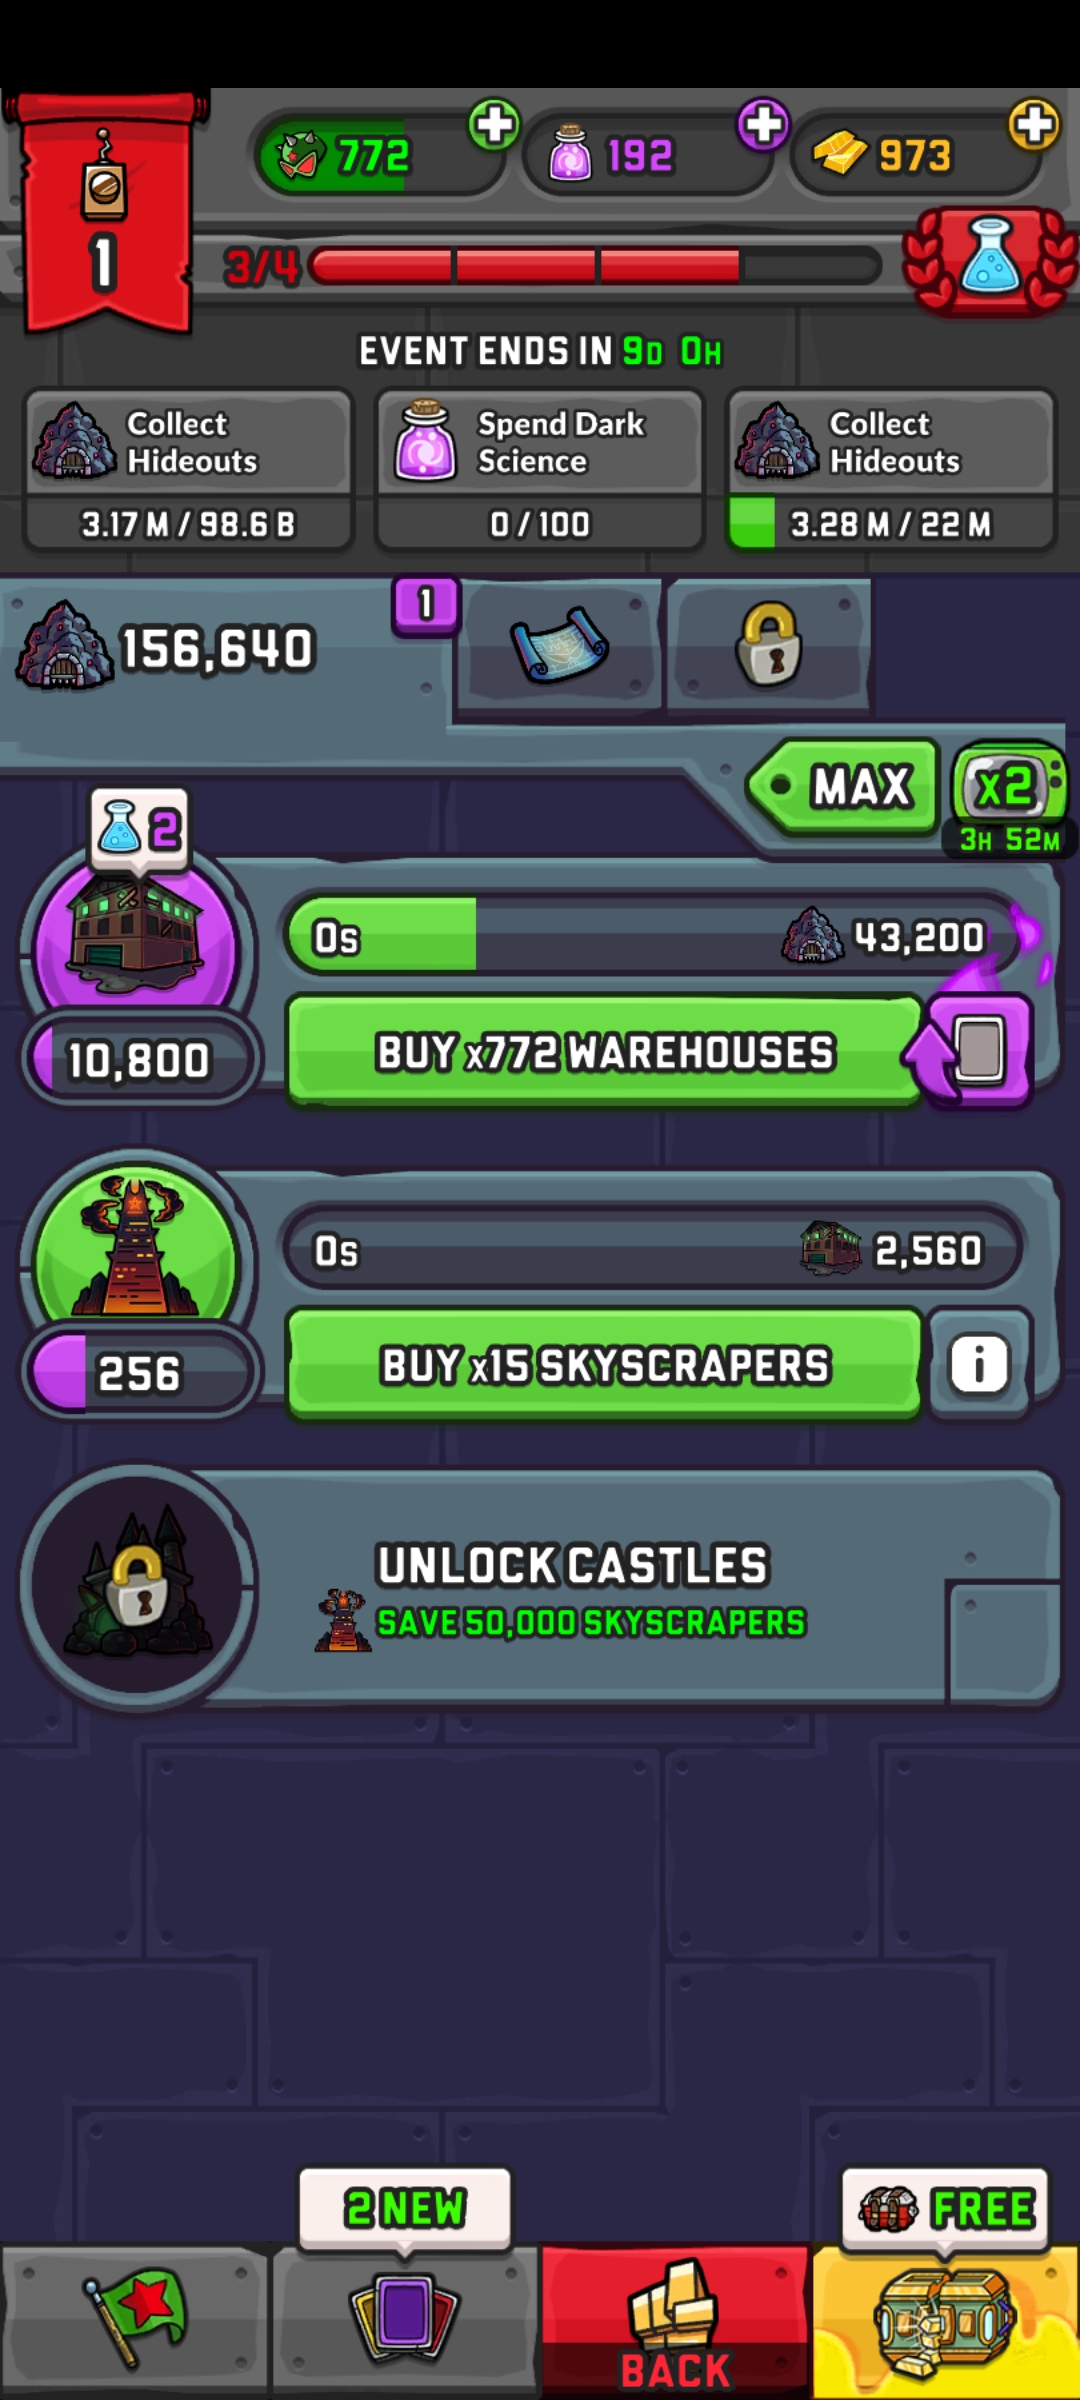 772
192
973
1
3/4
EVENT ENDS IN 9D 0H
Collect Hideouts
3.17 M / 98.6 B
Spend Dark Science
0 / 100
Collect Hideouts
3.28 M / 22 M
156,640
1
MAX
x2
3H 52M
2
0s
43,200
10,800
BUY x772 WAREHOUSES
0s
2,560
256
BUY x15 SKYSCRAPERS
i
UNLOCK CASTLES
SAVE 50,000 SKYSCRAPERS
2 NEW
FREE
BACK